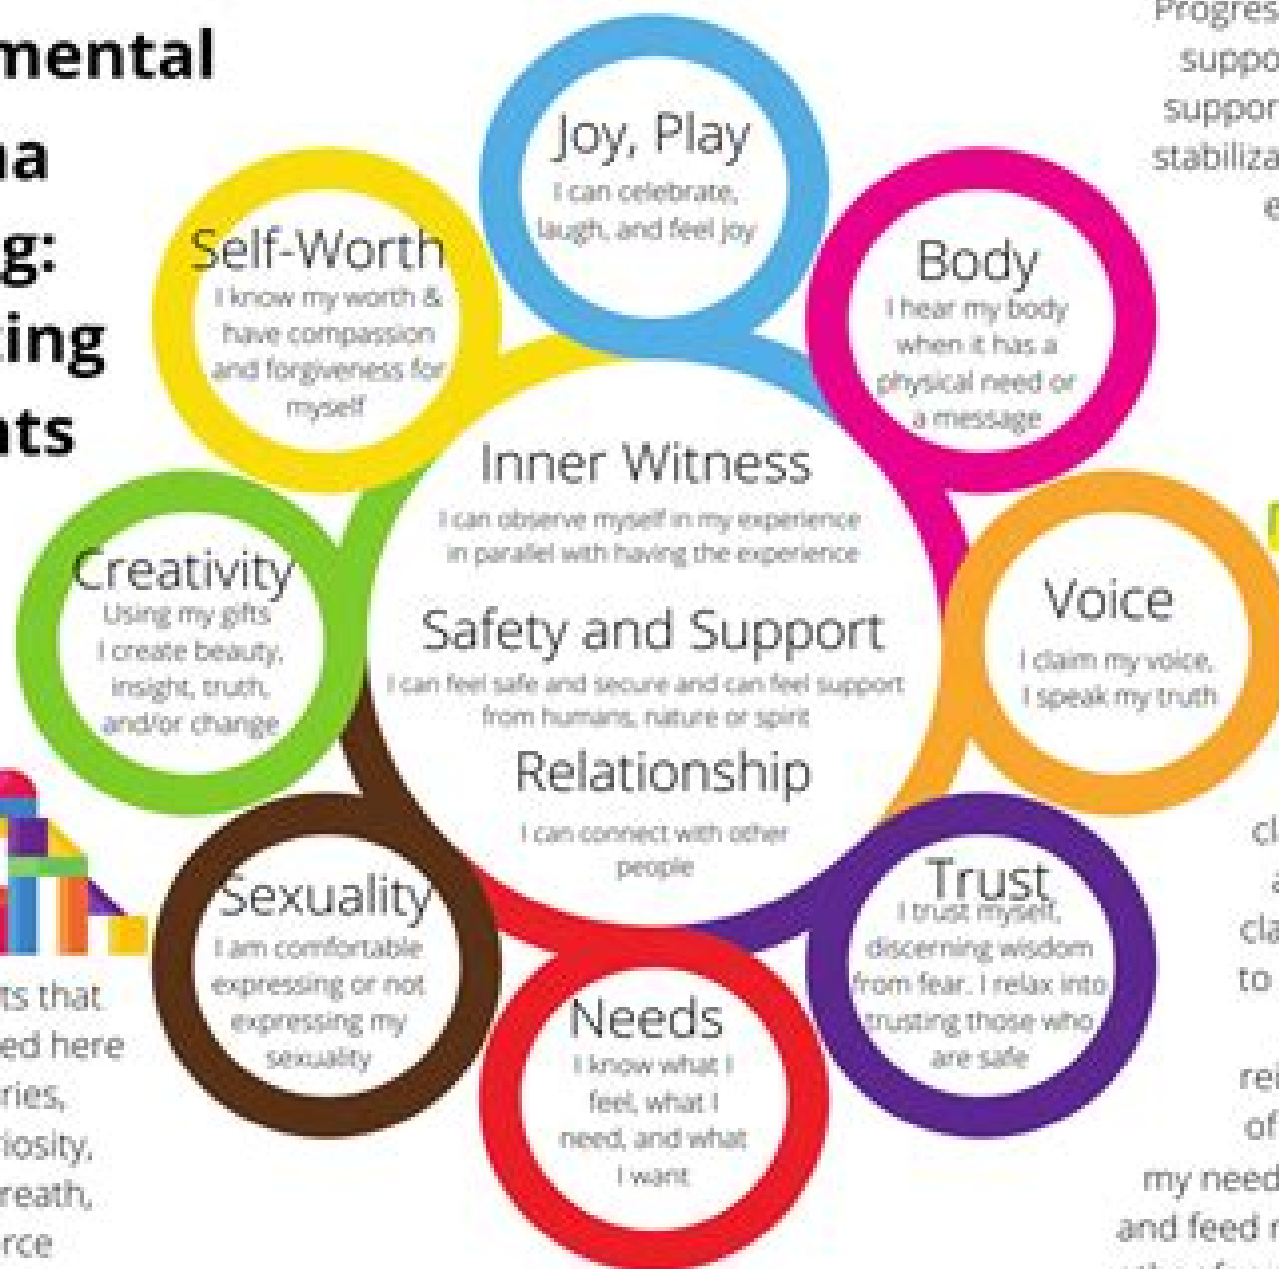 mental
na
g:
ting
nts
Progres
suppo
suppor
stabiliza
e
Joy, Play
I can celebrate,
laugh, and feel joy
Self-Worth
I know my worth &
have compassion
and forgiveness for
myself
Body
I hear my body
when it has a
physical need or
a message
Inner Witness
I can observe myself in my experience
in parallel with having the experience
Safety and Support
I can feel safe and secure and can feel support
from humans, nature or spirit
Relationship
I can connect with other
people
Creativity
Using my gifts
I create beauty,
insight, truth,
and/or change
Voice
I claim my voice,
I speak my truth
Sexuality
I am comfortable
expressing or not
expressing my
sexuality
Needs
I know what I
feel, what I
need, and what
I want
Trust
I trust myself,
discerning wisdom
from fear. I relax into
trusting those who
are safe
ts that
ed here
ries,
iosity,
reath,
rce
cl
a
cla
to
rei
of
my need
and feed r